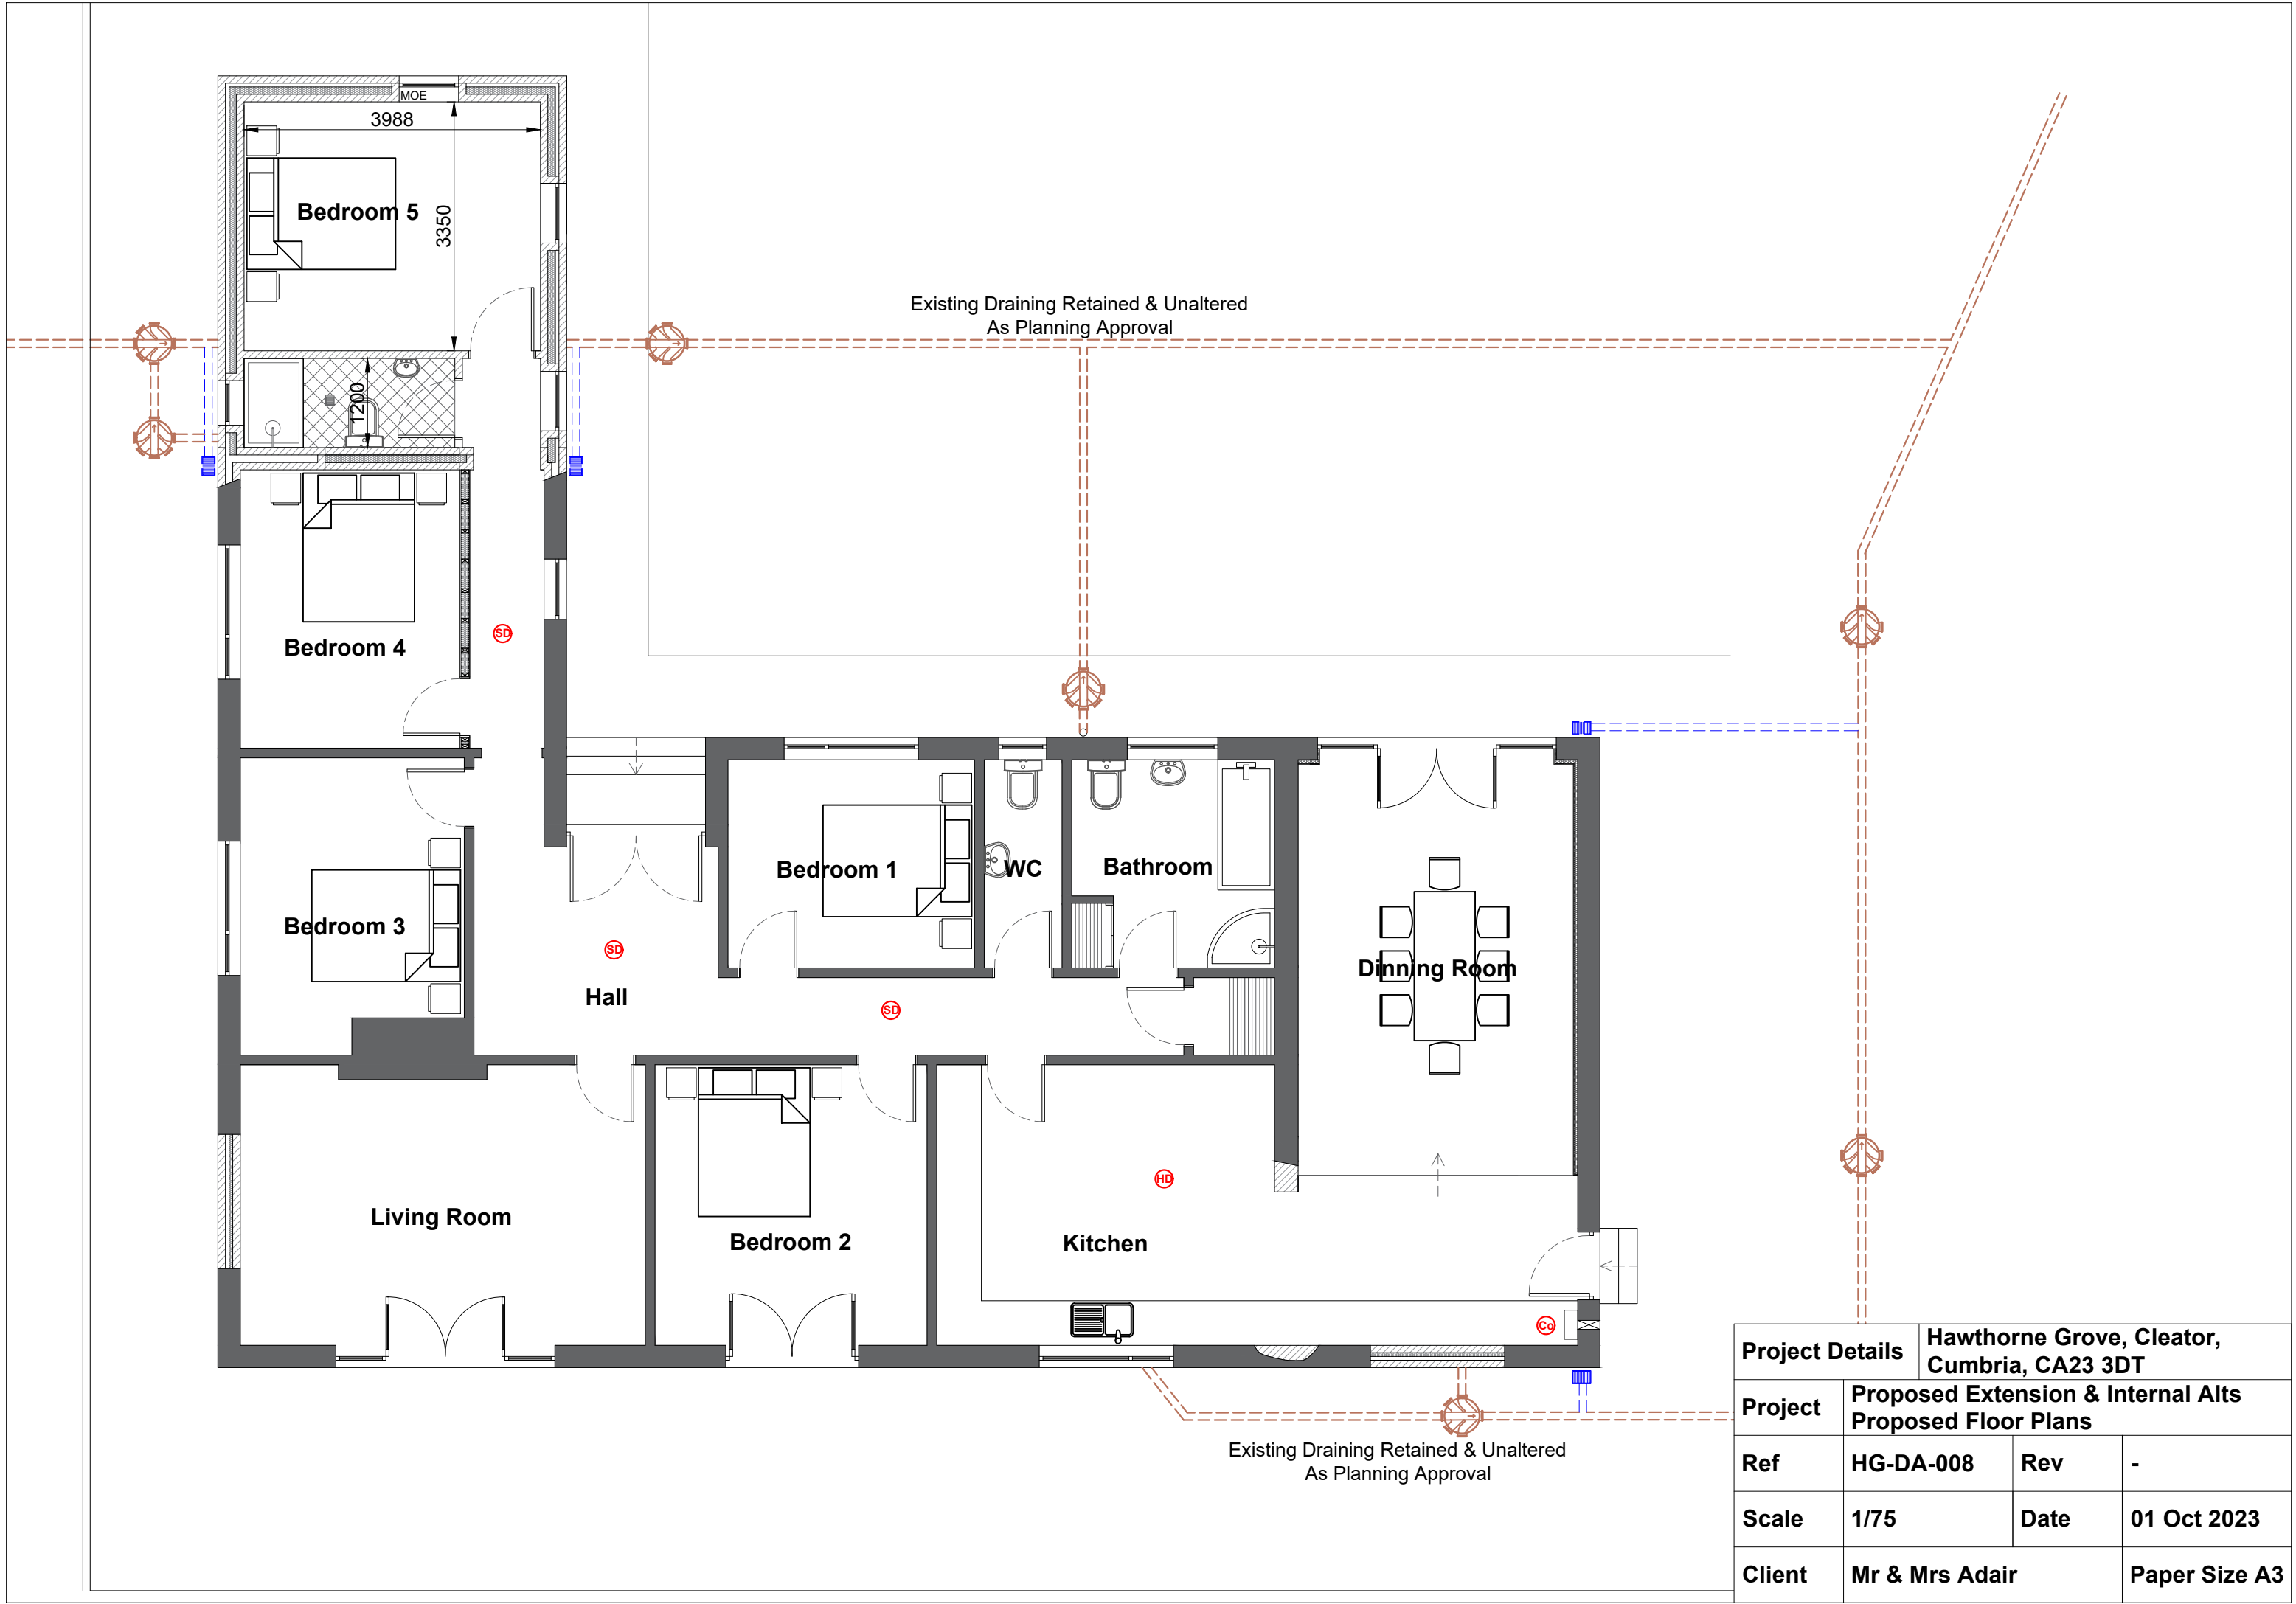 MOE
3988
Bedroom 5
3350
1200
Existing Draining Retained & Unaltered
As Planning Approval
Bedroom 4
SD
Bedroom 3
Bedroom 1
WC
Bathroom
SD
Hall
SD
Dinning Room
Living Room
Bedroom 2
HD
Kitchen
Co
Existing Draining Retained & Unaltered
As Planning Approval
Project Details
Hawthorne Grove, Cleator,
Cumbria, CA23 3DT
Project
Proposed Extension & Internal Alts
Proposed Floor Plans
Ref HG-DA-008 Rev -
Scale 1/75 Date 01 Oct 2023
Client Mr & Mrs Adair Paper Size A3